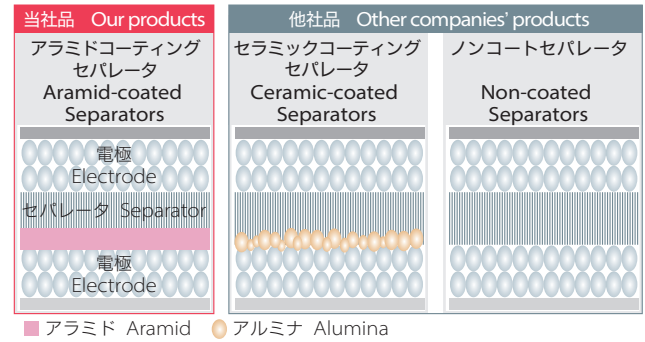 当社品 Our products
他社品 Other companies' products
アラミドコーティング
セパレータ
Aramid-coated
Separators
セラミックコーティング
セパレータ
Ceramic-coated
Separators
ノンコートセパレータ
Non-coated
Separators
電極
Electrode
セパレータ Separator
電極
Electrode
アラミド Aramid
アルミナ Alumina